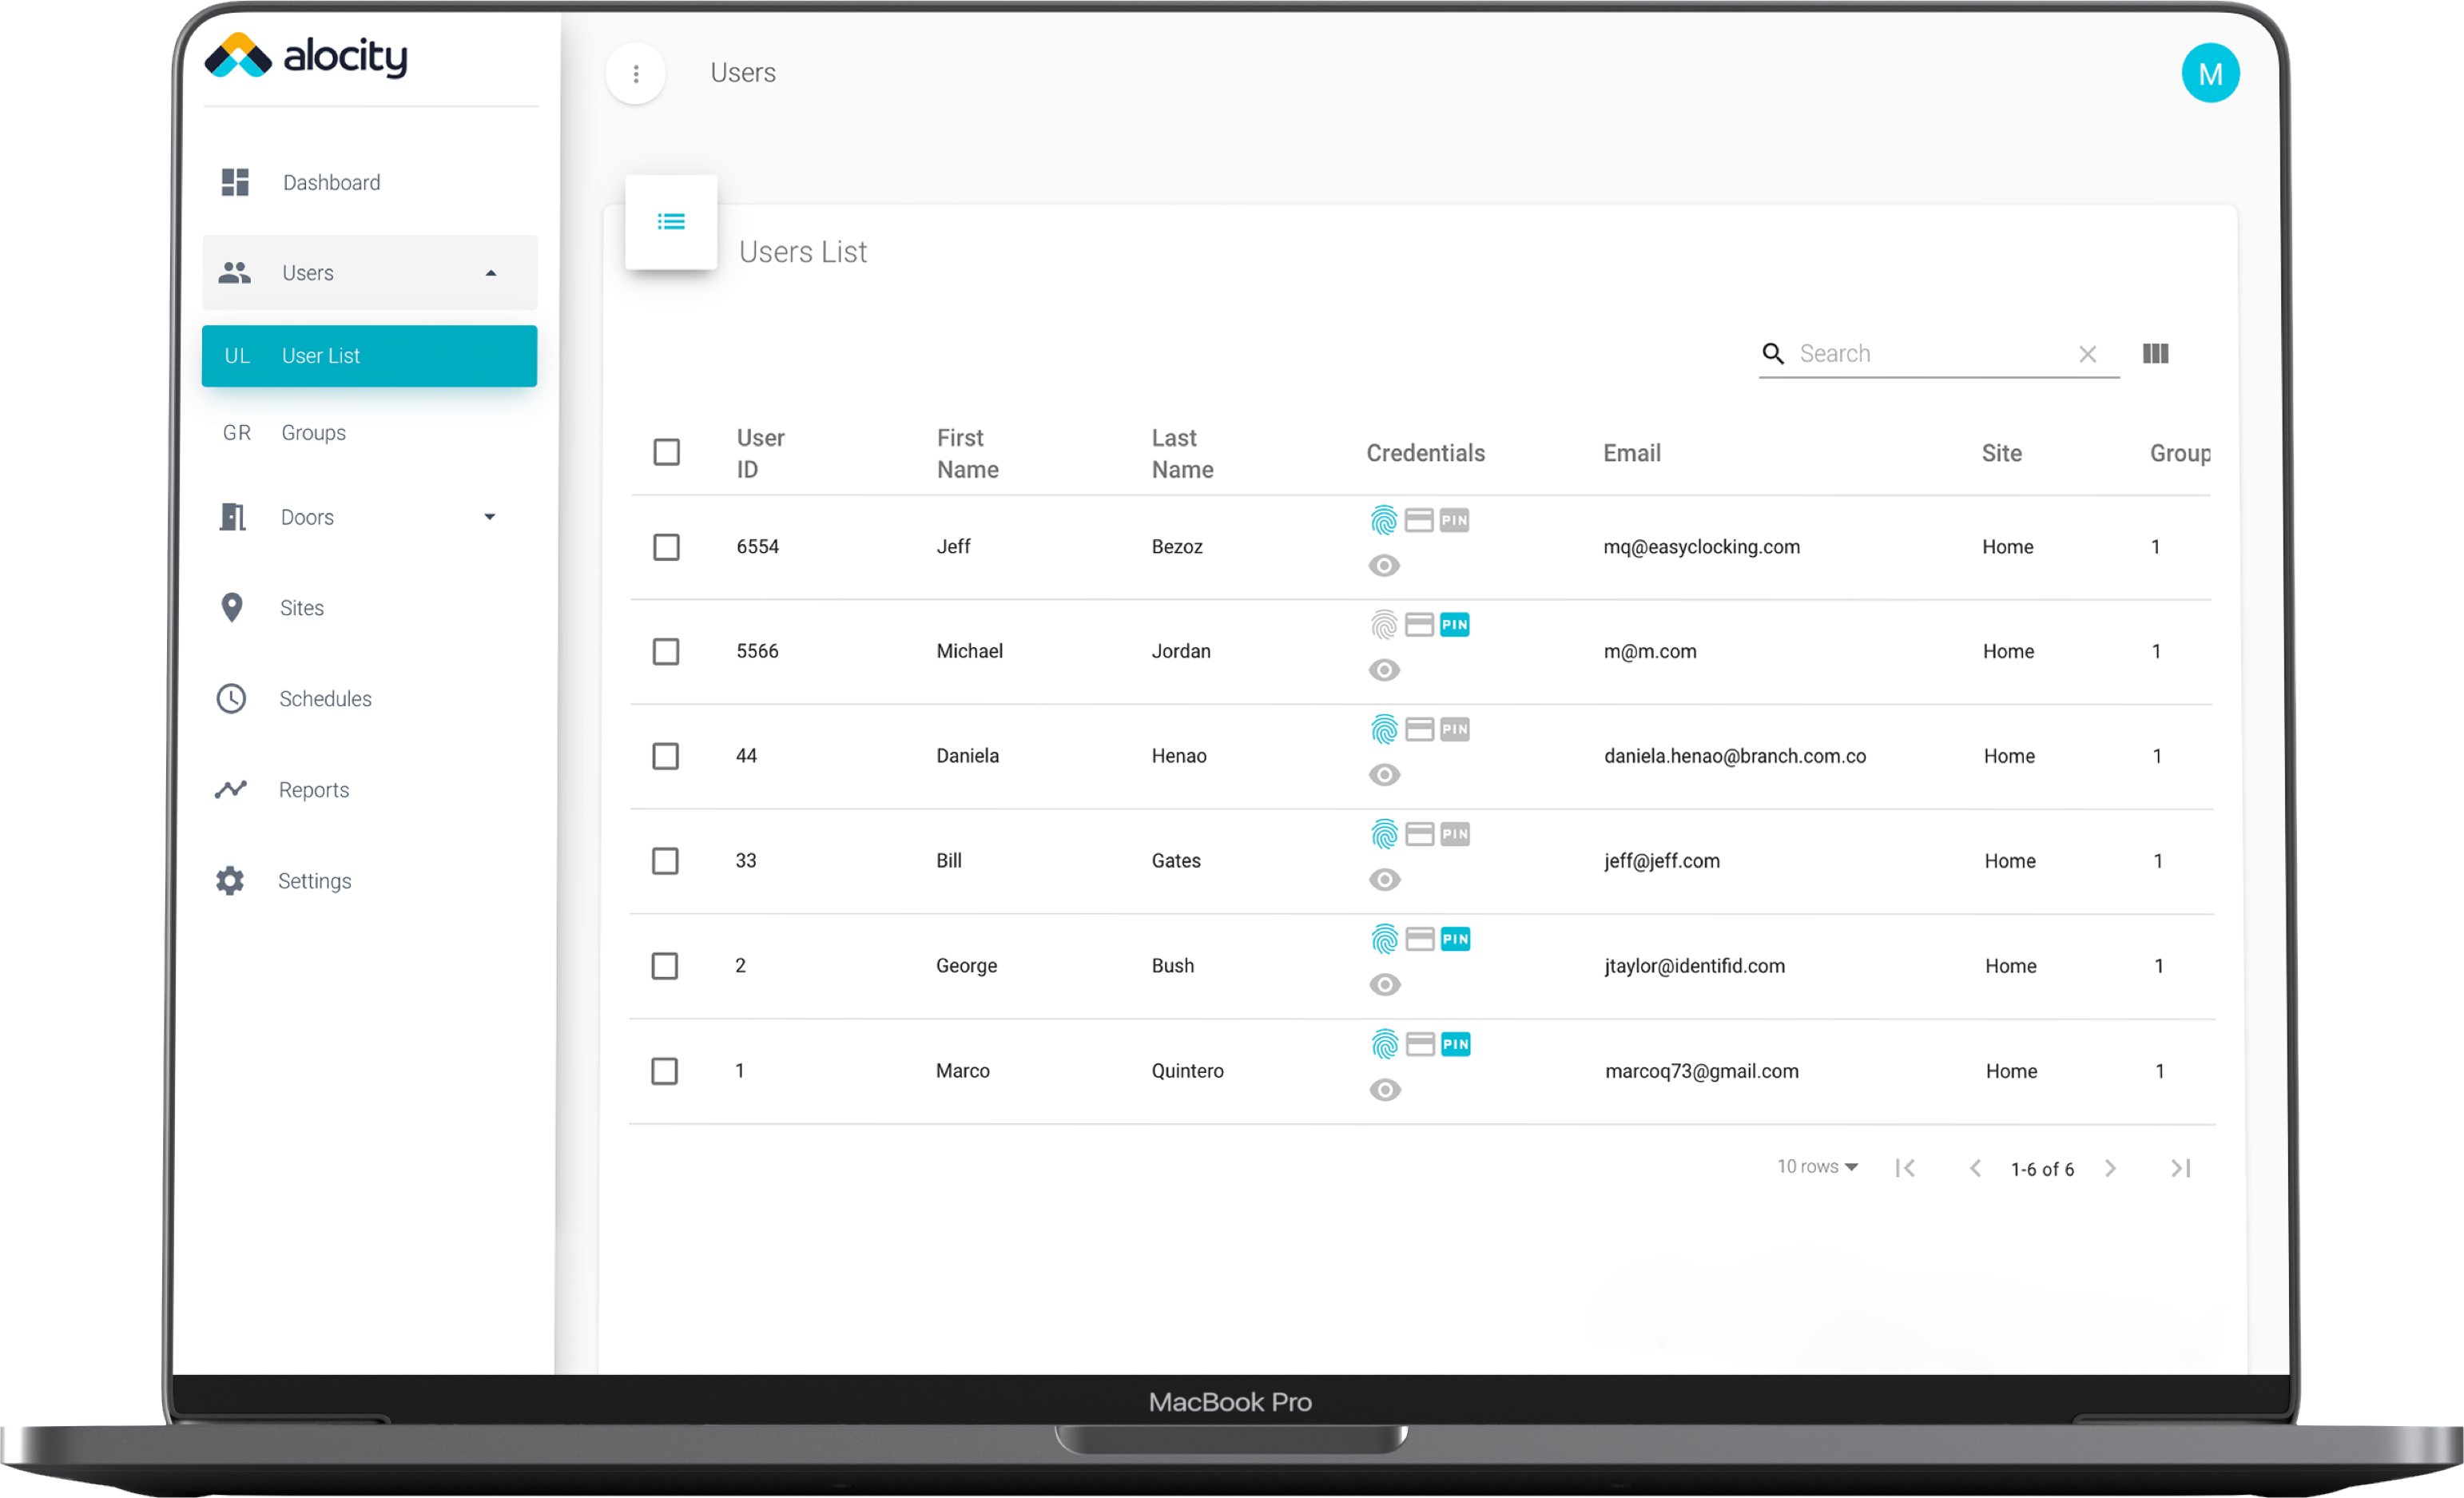 alocity
Users
M
Dashboard
Users
UL User List
GR Groups
Doors
Sites
Schedules
Reports
Settings
Users List
Search
User ID First Name Last Name Credentials Email Site Group
PIN
6554 Jeff Bezoz mq@easyclocking.com Home 1
PIN
5566 Michael Jordan m@m.com Home 1
PIN
44 Daniela Henao daniela.henao@branch.com.co Home 1
PIN
33 Bill Gates jeff@jeff.com Home 1
PIN
2 George Bush jtaylor@identifid.com Home 1
PIN
1 Marco Quintero marcoq73@gmail.com Home 1
10 rows 1-6 of 6
MacBook Pro